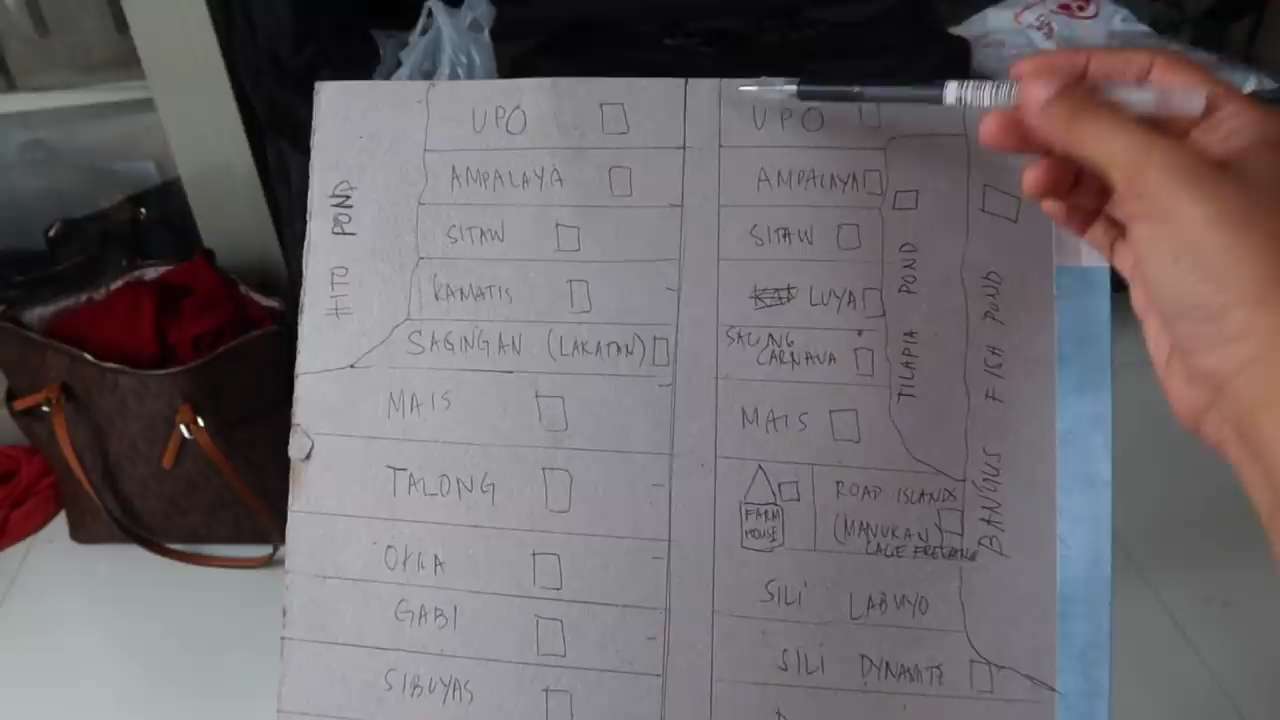 HITO POND
UPO
AMPALAYA
SITAW
KAMATIS
SAGINGAN (LAKATAN)
MAIS
TALONG
OKRA
GABI
SIBUYAS
UPO
AMPALAYA
SITAW
LUYA
SAGING
CARNAVA
MAIS
FARM
HOUSE
ROAD ISLANDS
(MANUKAN)
SILI LABUYO
SILI DYNAMITE
TILAPIA POND
BANGUS FISH POND